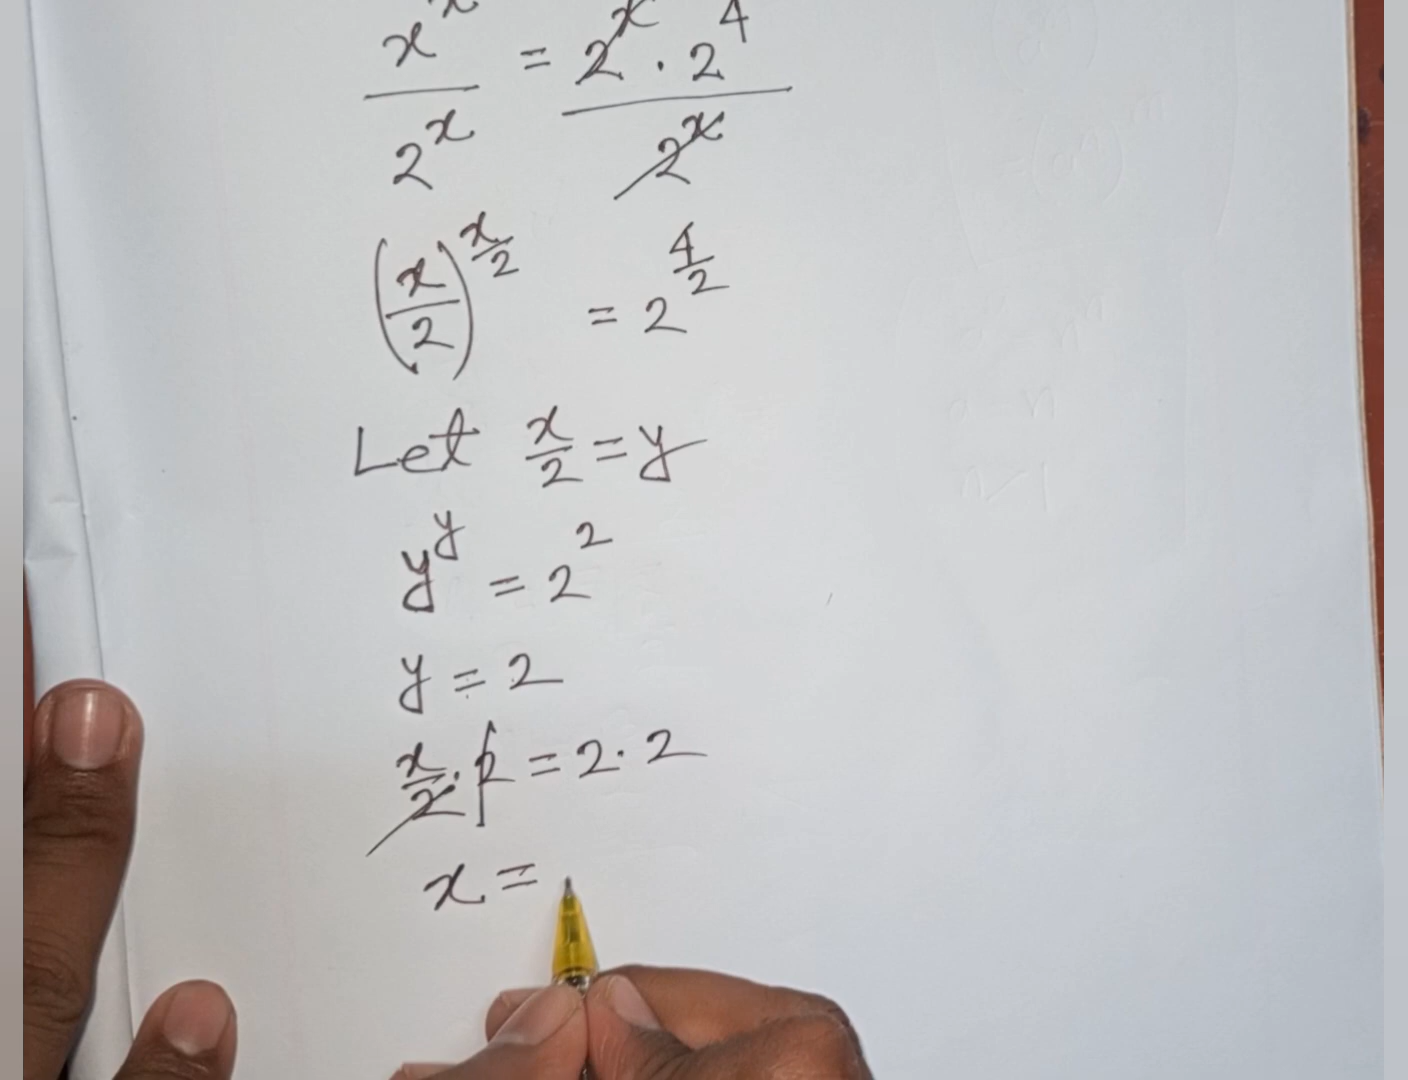 x^x / 2^x = 2^x · 2^4 / 2^x
(x/2)^(x/2) = 2^(4/2)
Let x/2 = y
y^y = 2^2
y = 2
x/2 · 2 = 2 · 2
x =